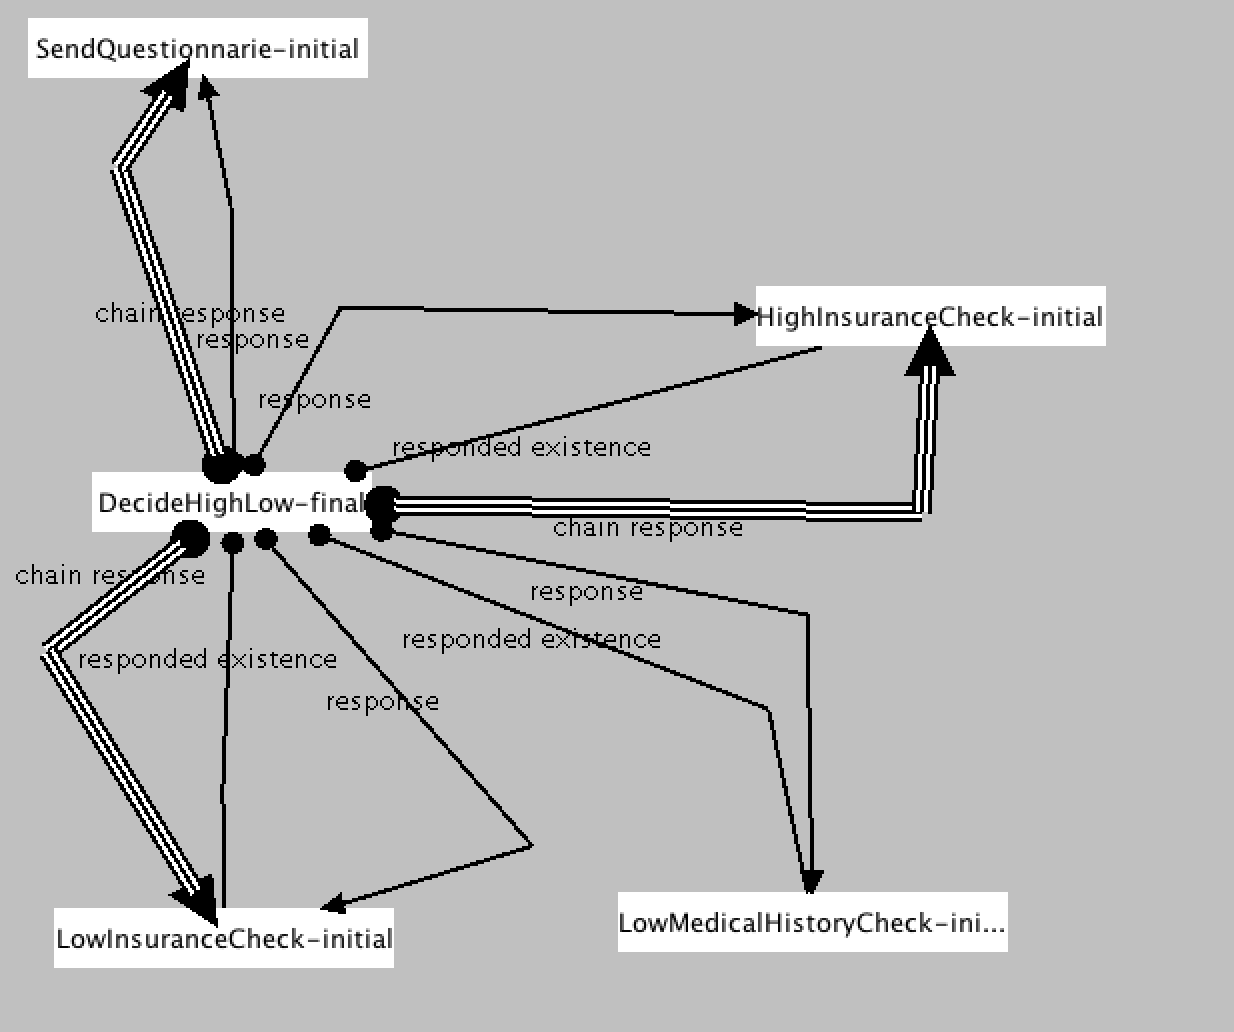 SendQuestionnarie-initial
chain response
response
HighInsuranceCheck-initial
response
responded existence
DecideHighLow-final
chain response
chain response
response
responded existence
responded existence
response
LowMedicalHistoryCheck-ini...
LowInsuranceCheck-initial